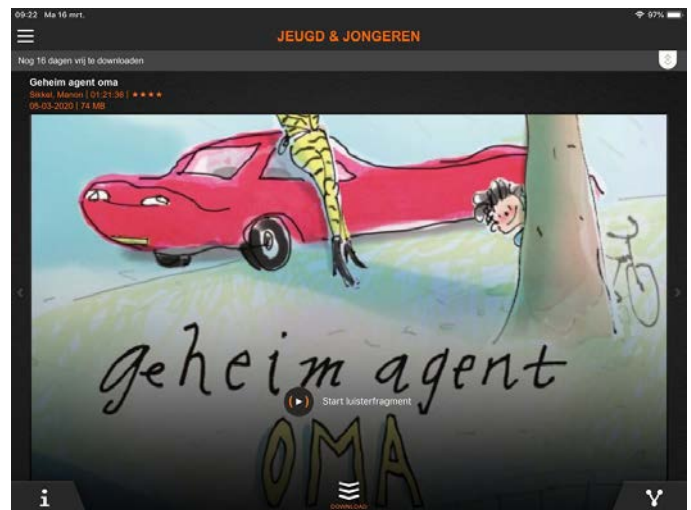 09:22 Ma 16 mrt. 97%
JEUGD & JONGEREN
Nog 16 dagen vrij te downloaden
Geheim agent oma
Sikkel, Manon | 01:21:36 | ★★★★
05-03-2020 | 74 MB
geheim agent
Start luisterfragment
OMA
i
DOWNLOAD